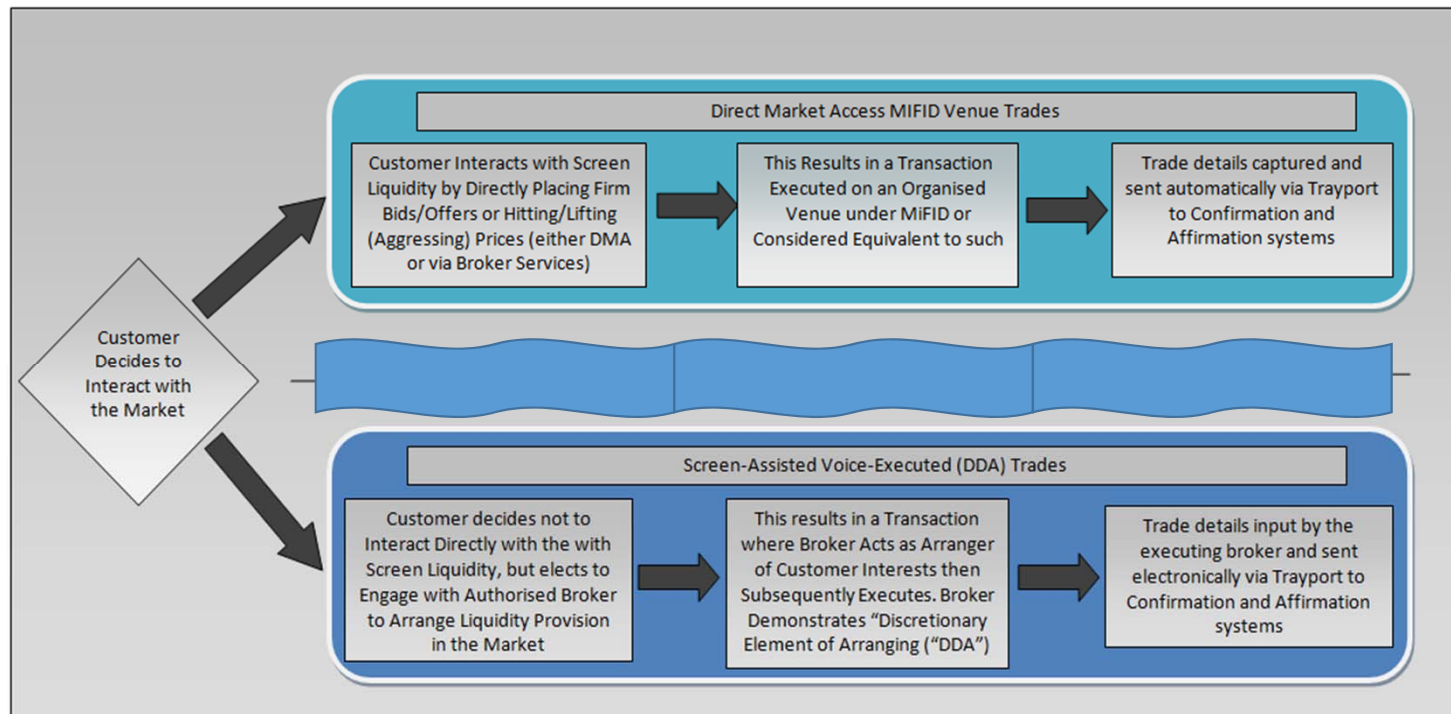 Direct Market Access MIFID Venue Trades
Customer Interacts with Screen
Liquidity by Directly Placing Firm
Bids/Offers or Hitting/Lifting
(Aggressing) Prices (either DMA
or via Broker Services)
This Results in a Transaction
Executed on an Organised
Venue under MiFID or
Considered Equivalent to such
Trade details captured and
sent automatically via Trayport
to Confirmation and
Affirmation systems
Customer
Decides to
Interact with
the Market
Screen-Assisted Voice-Executed (DDA) Trades
Customer decides not to
Interact Directly with the with
Screen Liquidity, but elects to
Engage with Authorised Broker
to Arrange Liquidity Provision
in the Market
This results in a Transaction
where Broker Acts as Arranger
of Customer Interests then
Subsequently Executes. Broker
Demonstrates “Discretionary
Element of Arranging (“DDA”)
Trade details input by the
executing broker and sent
electronically via Trayport to
Confirmation and Affirmation
systems